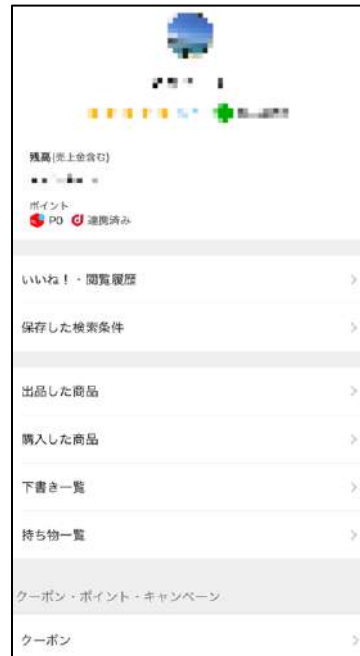 残高(売上金含む)
ポイント
P0 連携済み
いいね！・閲覧履歴
保存した検索条件
出品した商品
購入した商品
下書き一覧
持ち物一覧
クーポン・ポイント・キャンペーン
クーポン